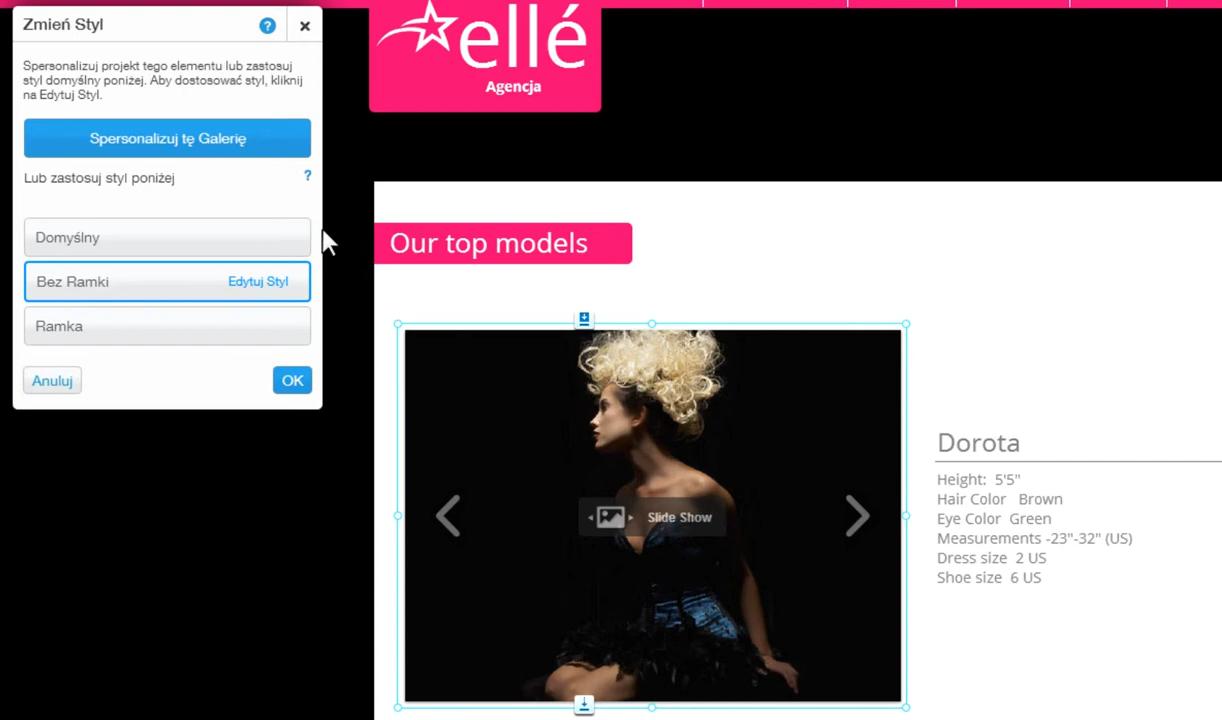 Zmień Styl
?
Spersonalizuj projekt tego elementu lub zastosuj
styl domyślny poniżej. Aby dostosować styl, kliknij
na Edytuj Styl.
Spersonalizuj tę Galerię
Lub zastosuj styl poniżej
?
Domyślny
Bez Ramki
Edytuj Styl
Ramka
Anuluj
OK
ellé
Agencja
Our top models
Slide Show
Dorota
Height: 5'5"
Hair Color Brown
Eye Color Green
Measurements -23"-32" (US)
Dress size 2 US
Shoe size 6 US